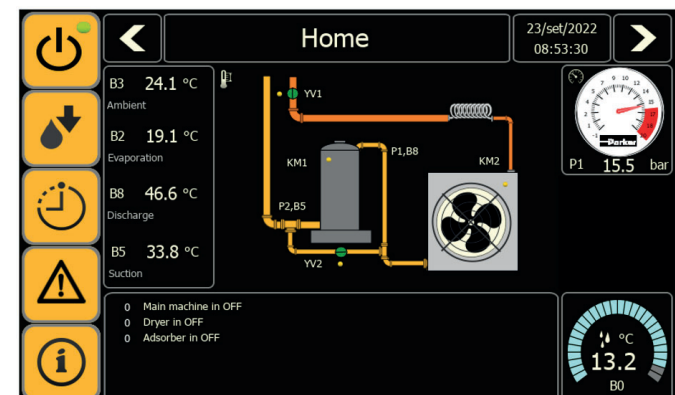 Home
23/set/2022
08:53:30
B3 24.1 °C
Ambient
B2 19.1 °C
Evaporation
B8 46.6 °C
Discharge
B5 33.8 °C
Suction
YV1
KM1
P1,B8
KM2
P2,B5
YV2
Parker
P1 15.5 bar
0 Main machine in OFF
0 Dryer in OFF
0 Adsorber in OFF
°C
13.2
B0